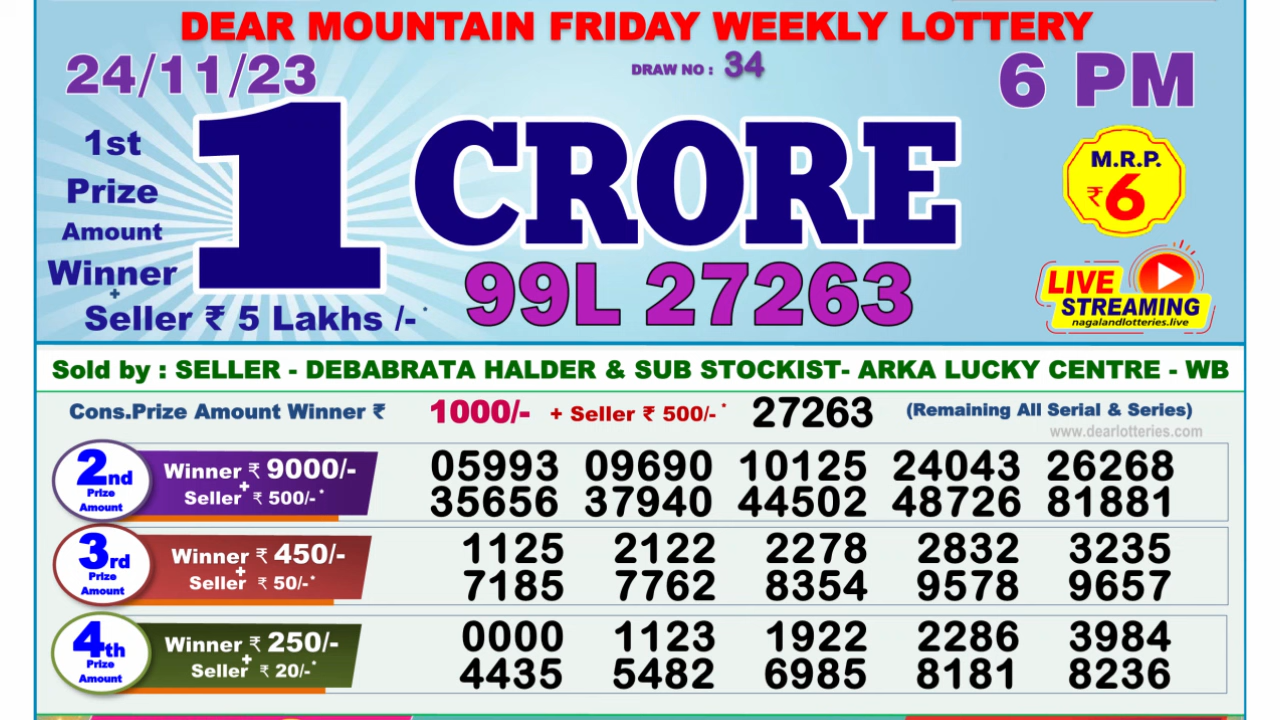 DEAR MOUNTAIN FRIDAY WEEKLY LOTTERY
24/11/23
DRAW NO : 34
6 PM
1st
Prize
Amount
Winner
+
Seller ₹ 5 Lakhs /-*
1 CRORE
99L 27263
M.R.P.
₹6
LIVE
STREAMING
nagalandlotteries.live
Sold by : SELLER - DEBABRATA HALDER & SUB STOCKIST- ARKA LUCKY CENTRE - WB
Cons.Prize Amount Winner ₹ 1000/- + Seller ₹ 500/-* 27263 (Remaining All Serial & Series)
www.dearlotteries.com
2nd
Prize
Amount
Winner ₹ 9000/-
+
Seller ₹ 500/-*
05993 09690 10125 24043 26268
35656 37940 44502 48726 81881
3rd
Prize
Amount
Winner ₹ 450/-
+
Seller ₹ 50/-*
1125 2122 2278 2832 3235
7185 7762 8354 9578 9657
4th
Prize
Amount
Winner ₹ 250/-
+
Seller ₹ 20/-*
0000 1123 1922 2286 3984
4435 5482 6985 8181 8236